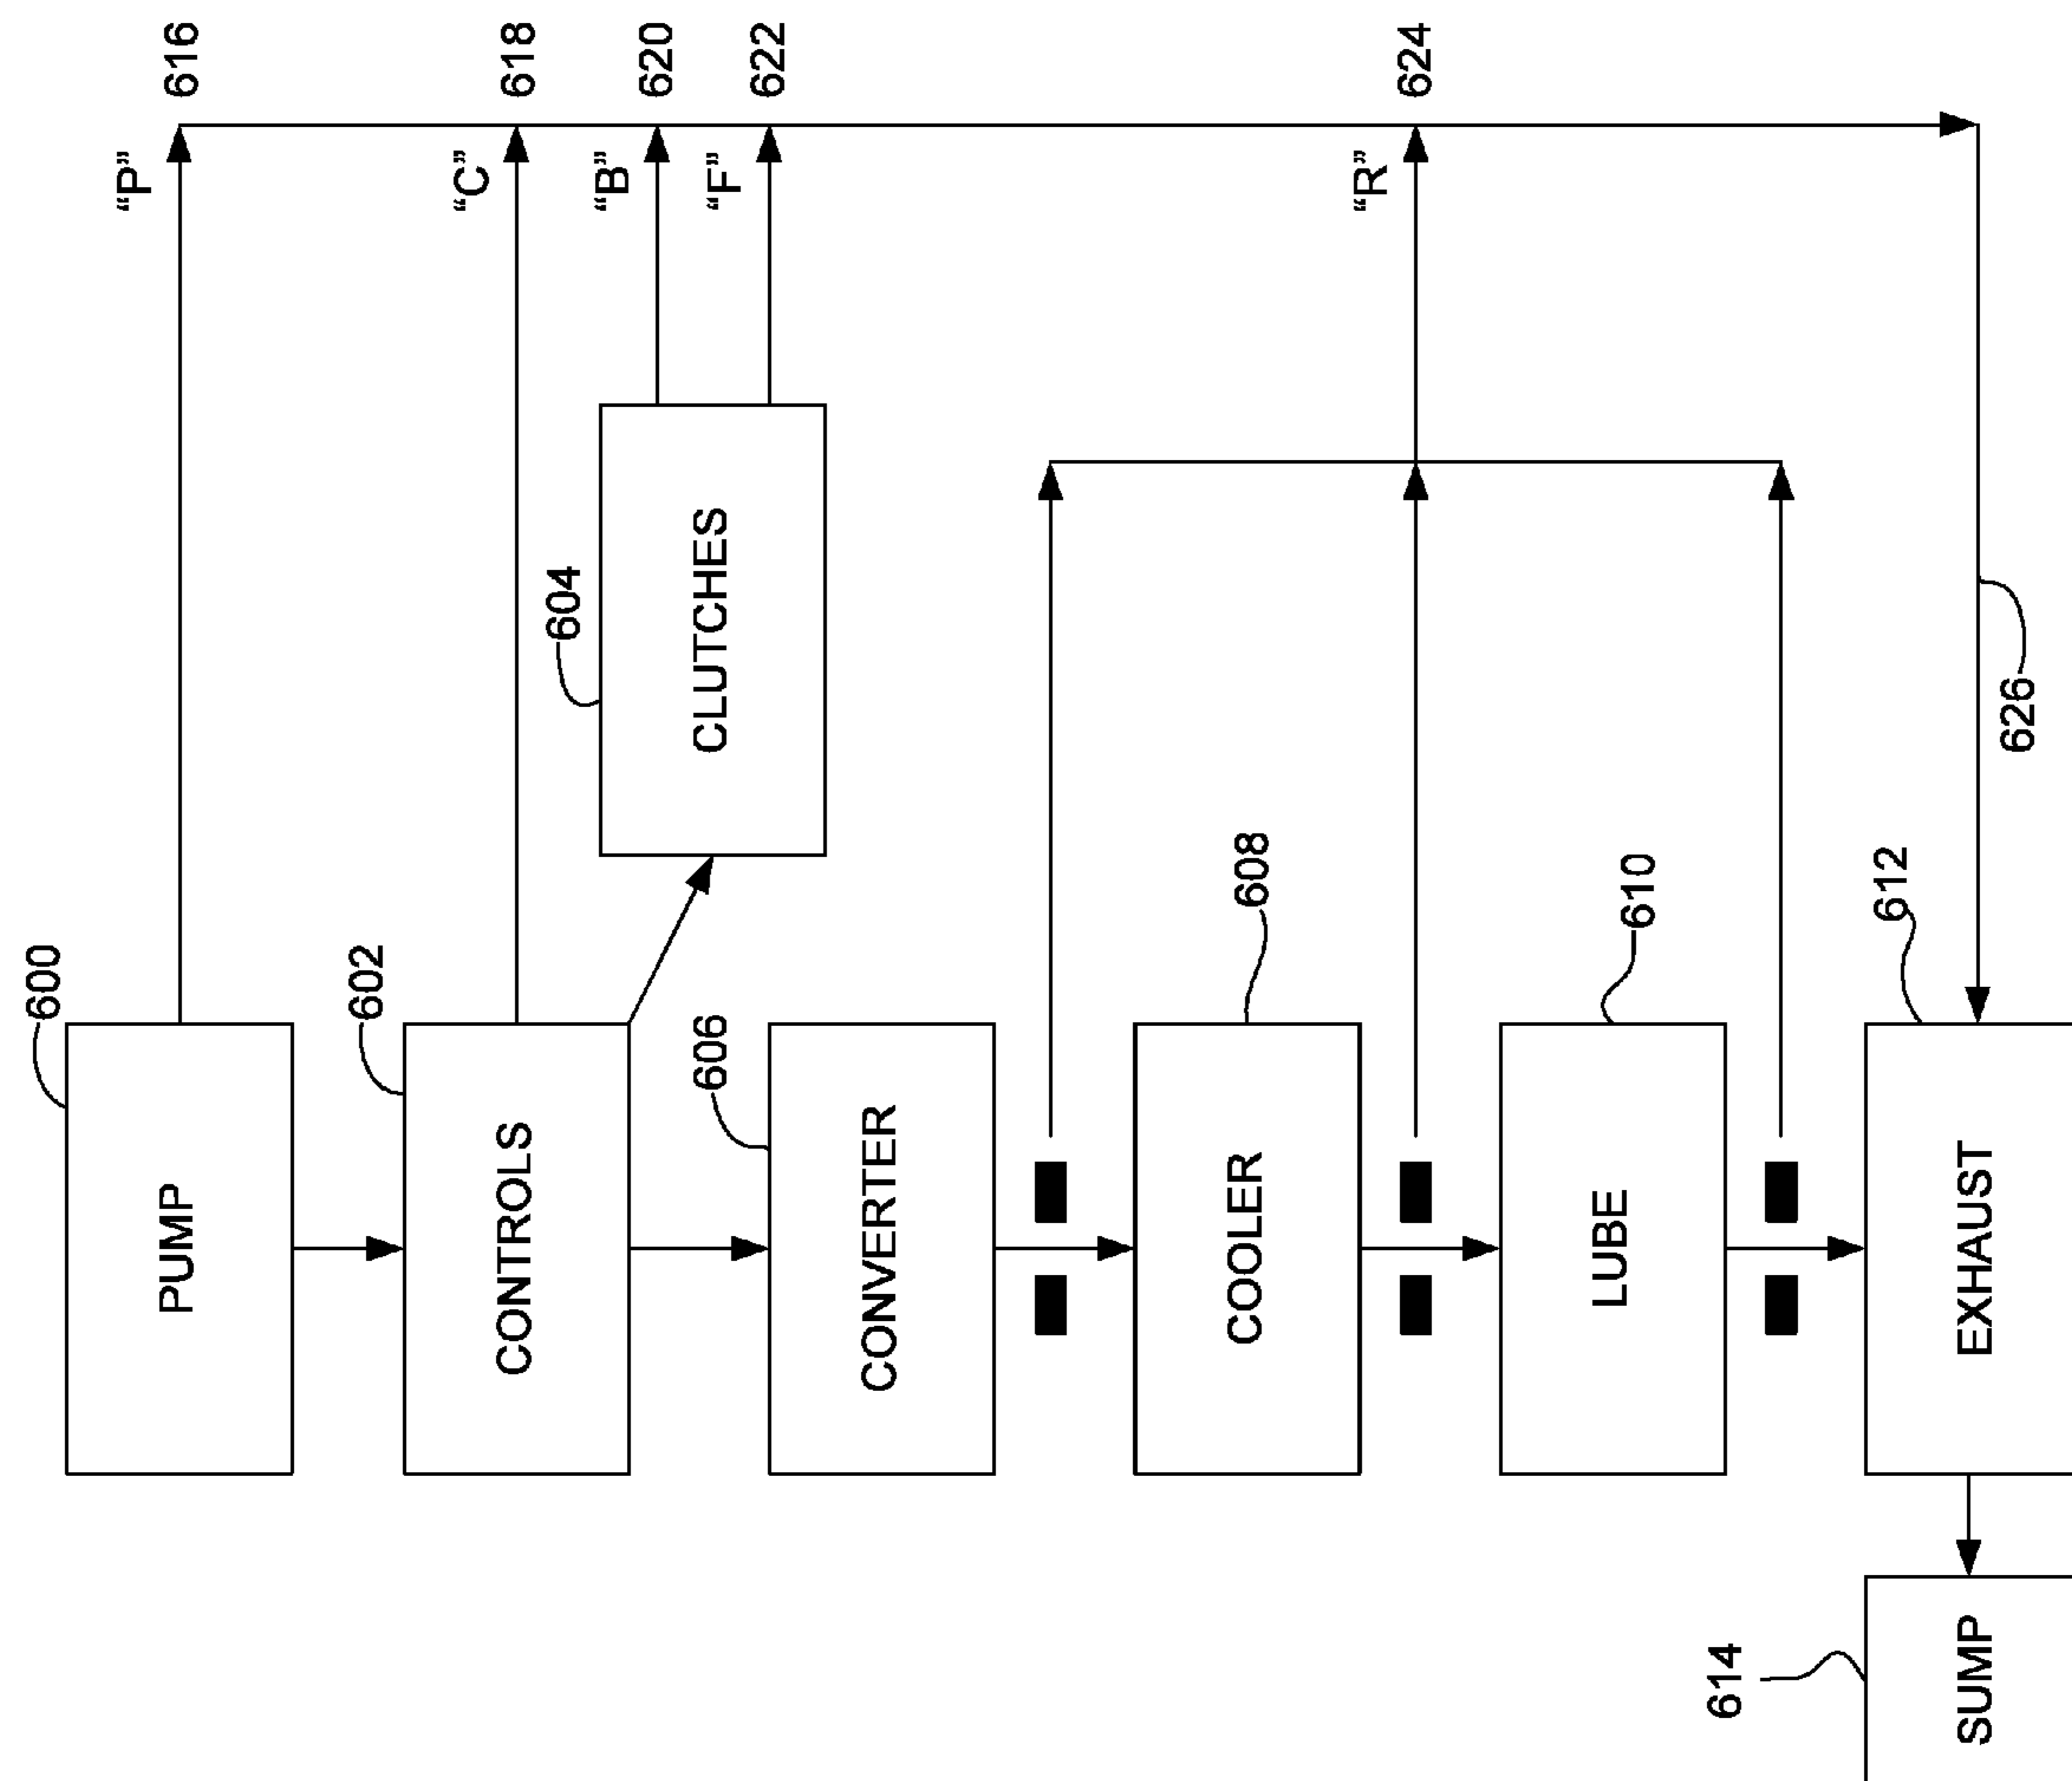 616
618
620
622
624
“P”
“C”
“B”
“F”
“R”
604
CLUTCHES
626
600
602
606
608
610
612
PUMP
CONTROLS
CONVERTER
COOLER
LUBE
EXHAUST
614
SUMP